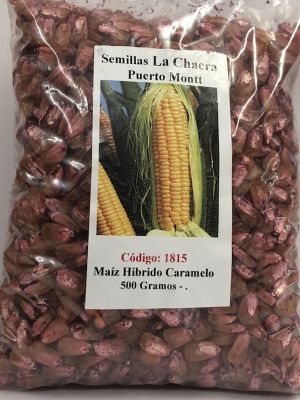 Semillas La Chacra
Puerto Montt
Código: 1815
Maíz Hibrido Caramelo
500 Gramos - .